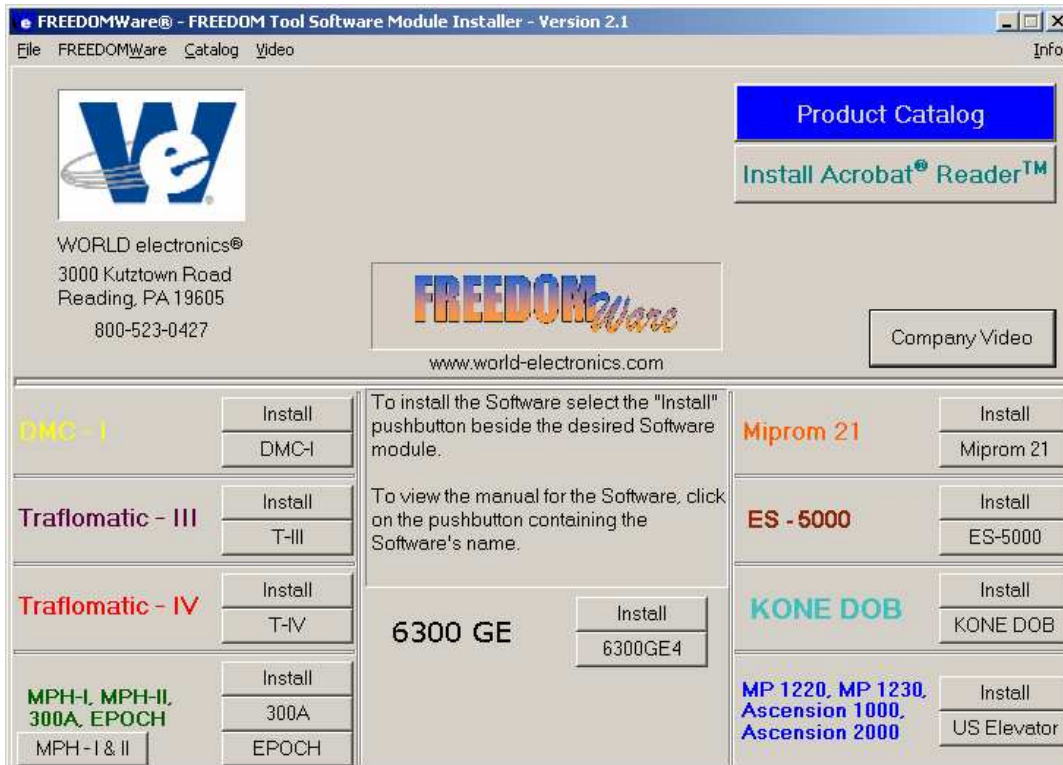 FREEDOMWare® - FREEDOM Tool Software Module Installer - Version 2.1
File FREEDOMWare Catalog Video Info
We
WORLD electronics®
3000 Kutztown Road
Reading, PA 19605
800-523-0427
FREEDOM Ware
www.world-electronics.com
Product Catalog
Install Acrobat® Reader™
Company Video
DMC - I
Install
DMC-I
Traflomatic - III
Install
T-III
Traflomatic - IV
Install
T-IV
MPH-I, MPH-II,
300A, EPOCH
MPH - I & II
Install
300A
EPOCH
To install the Software select the "Install"
pushbutton beside the desired Software
module.
To view the manual for the Software, click
on the pushbutton containing the
Software's name.
6300 GE
Install
6300GE4
Miprom 21
Install
Miprom 21
ES - 5000
Install
ES-5000
KONE DOB
Install
KONE DOB
MP 1220, MP 1230,
Ascension 1000,
Ascension 2000
Install
US Elevator